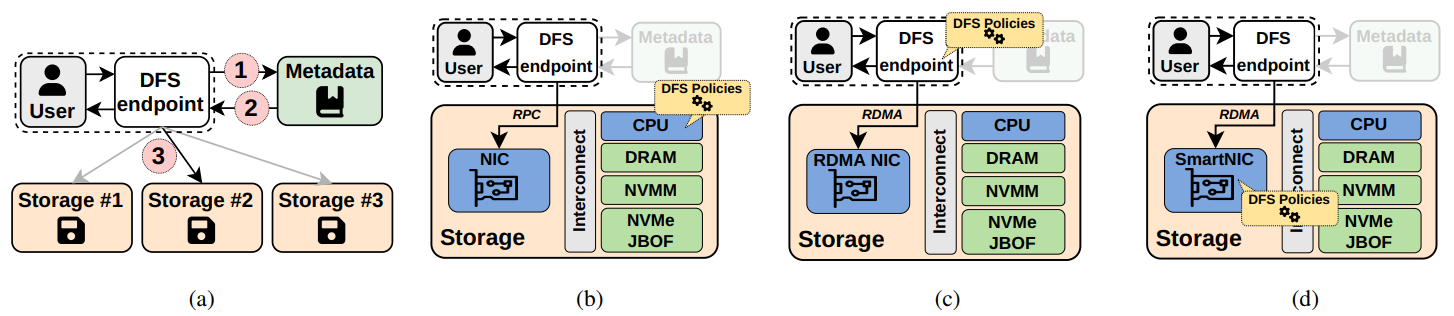 User
DFS
endpoint
1
2
Metadata
3
Storage #1
Storage #2
Storage #3
(a)
User
DFS
endpoint
Metadata
DFS Policies
RPC
NIC
Interconnect
CPU
DRAM
NVMM
NVMe
JBOF
Storage
(b)
User
DFS
endpoint
DFS Policies
RDMA
RDMA NIC
Interconnect
CPU
DRAM
NVMM
NVMe
JBOF
Storage
(c)
User
DFS
endpoint
Metadata
RDMA
SmartNIC
DFS Policies
CPU
DRAM
NVMM
NVMe
JBOF
Storage
(d)